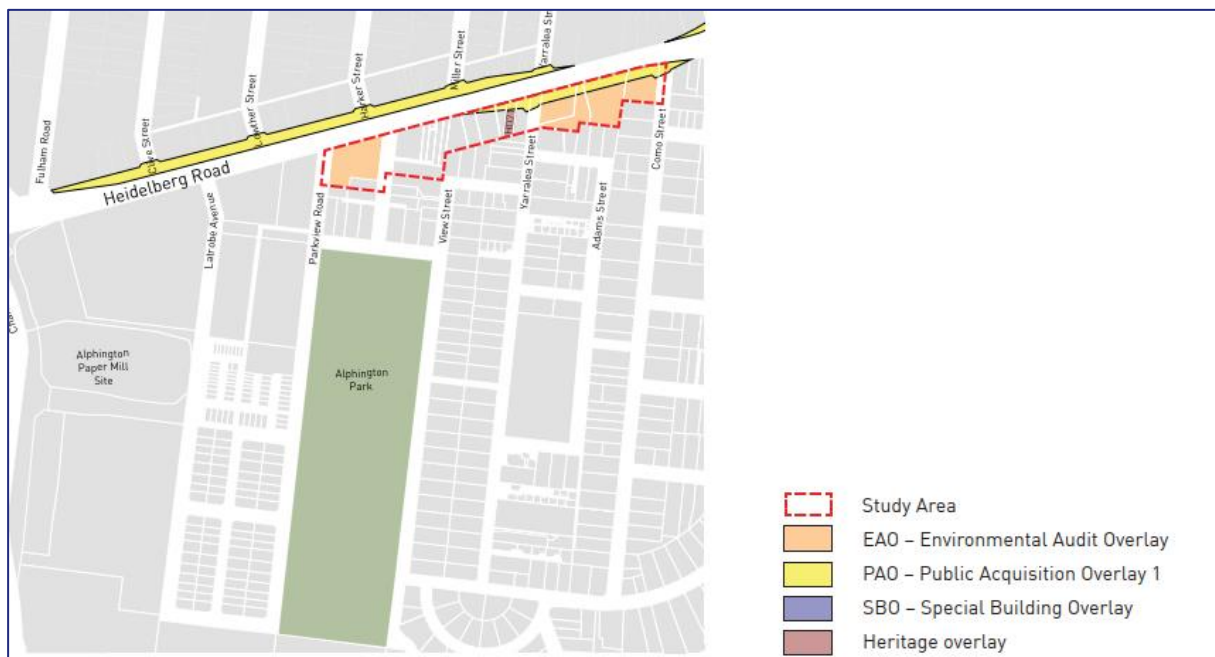 Yarralea St
Miller Street
Harker Street
Lowther Street
Clive Street
Fulham Road
Heidelberg Road
Latrobe Avenue
Parkview Road
View Street
Yarralea Street
Adams Street
Como Street
Alphington
Paper Mill
Site
Alphington
Park
Study Area
EAO – Environmental Audit Overlay
PAO – Public Acquisition Overlay 1
SBO – Special Building Overlay
Heritage overlay